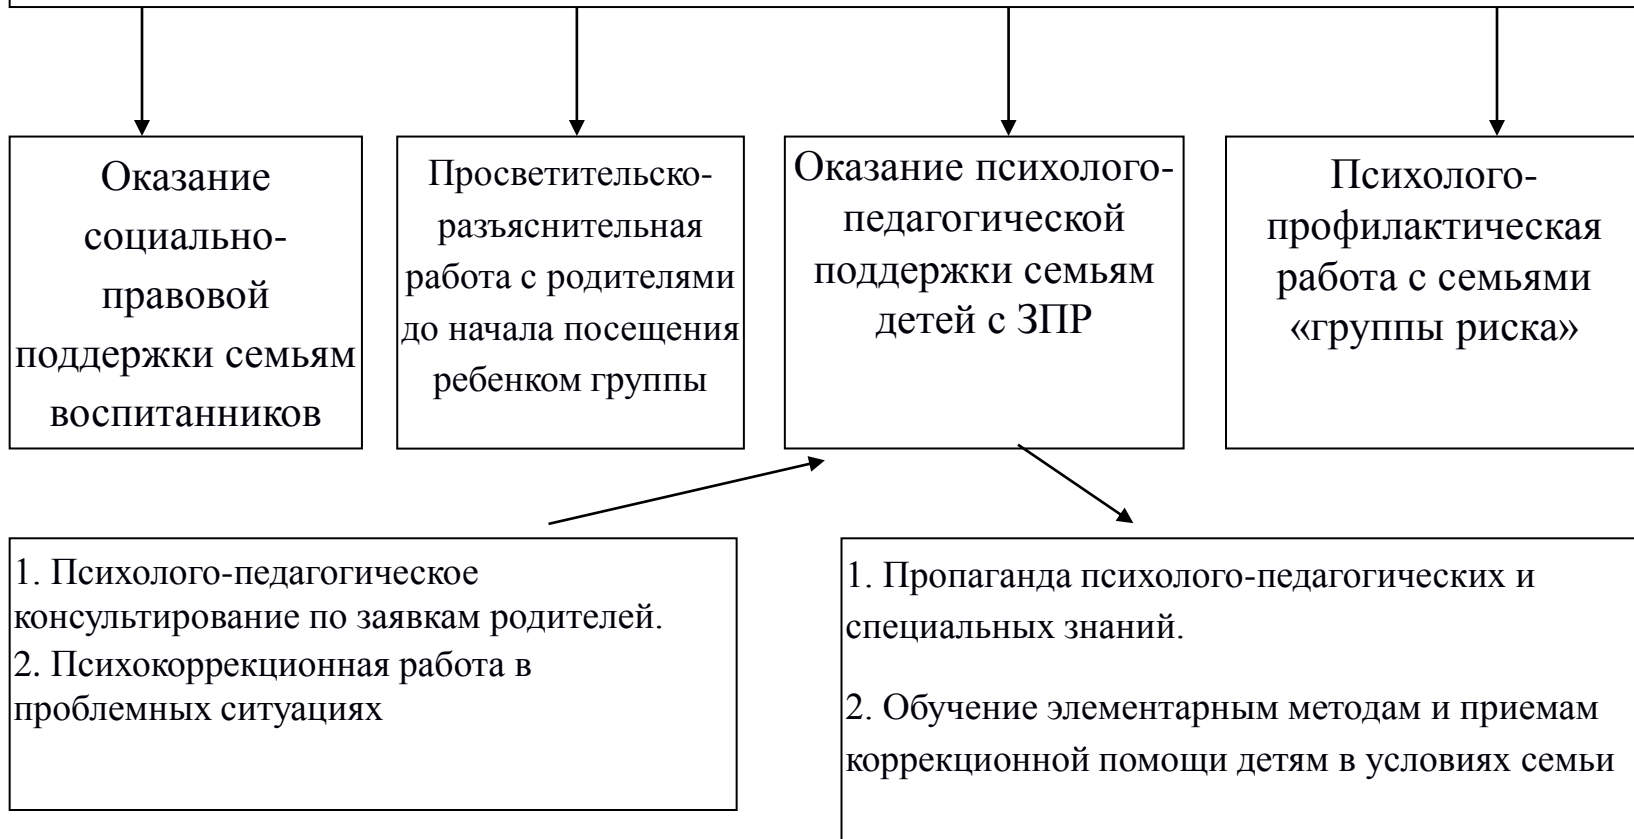 Оказание
социально-
правовой
поддержки семьям
воспитанников
Просветительско-
разъяснительная
работа с родителями
до начала посещения
ребенком группы
Оказание психолого-
педагогической
поддержки семьям
детей с ЗПР
Психолого-
профилактическая
работа с семьями
«группы риска»
1. Психолого-педагогическое
консультирование по заявкам родителей.
2. Психокоррекционная работа в
проблемных ситуациях
1. Пропаганда психолого-педагогических и
специальных знаний.
2. Обучение элементарным методам и приемам
коррекционной помощи детям в условиях семьи